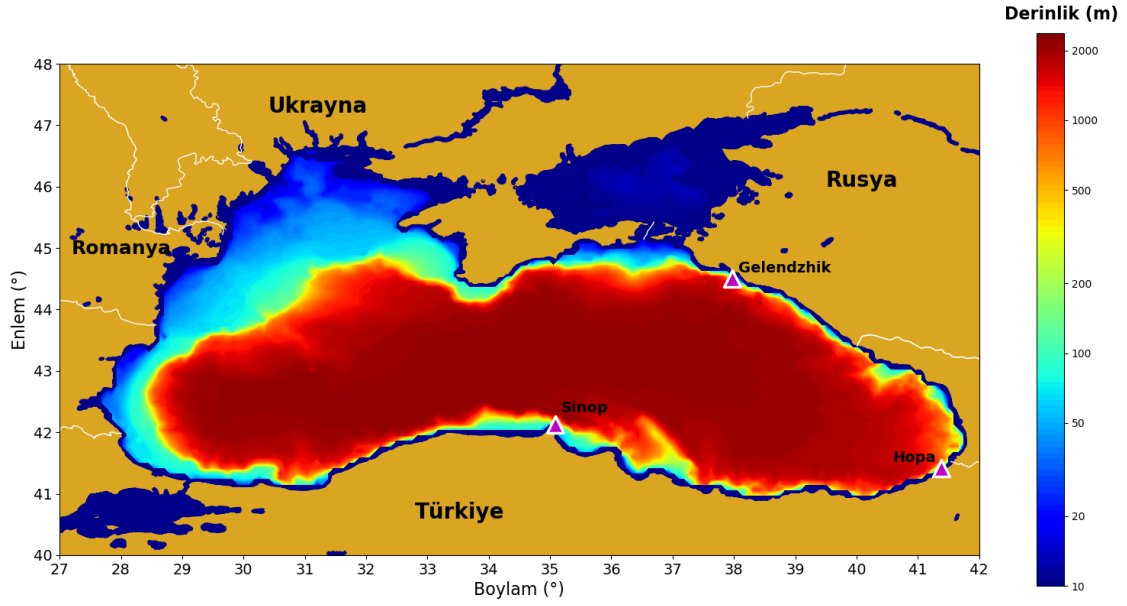 Derinlik (m)
Ukrayna
Rusya
Romanya
Gelendzhik
Sinop
Hopa
Türkiye
Enlem (°)
48
47
46
45
44
43
42
41
40
27 28 29 30 31 32 33 34 35 36 37 38 39 40 41 42
Boylam (°)
2000
1000
500
200
100
50
20
10